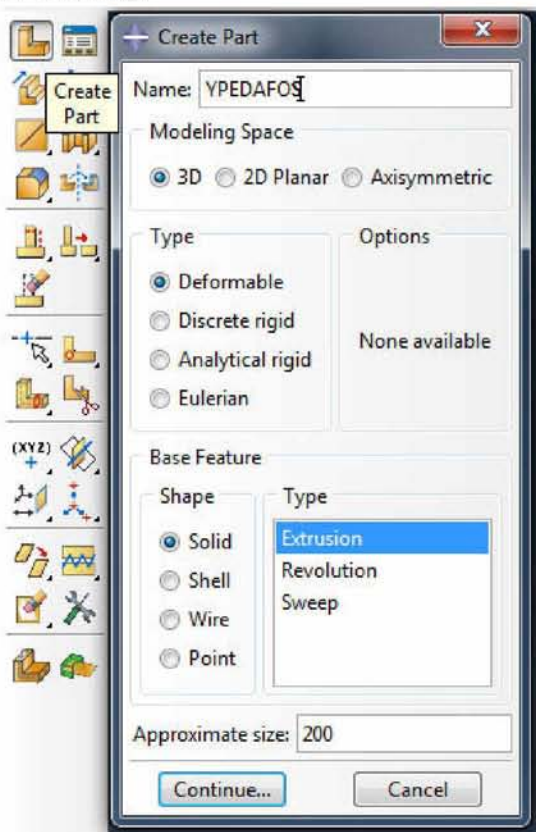 Create Part
Create
Part
Name: YPEDAFOS
Modeling Space
3D 2D Planar Axisymmetric
Type
Deformable
Discrete rigid
Analytical rigid
Eulerian
Options
None available
Base Feature
Shape
Solid
Shell
Wire
Point
Type
Extrusion
Revolution
Sweep
Approximate size: 200
Continue... Cancel
(XYZ)